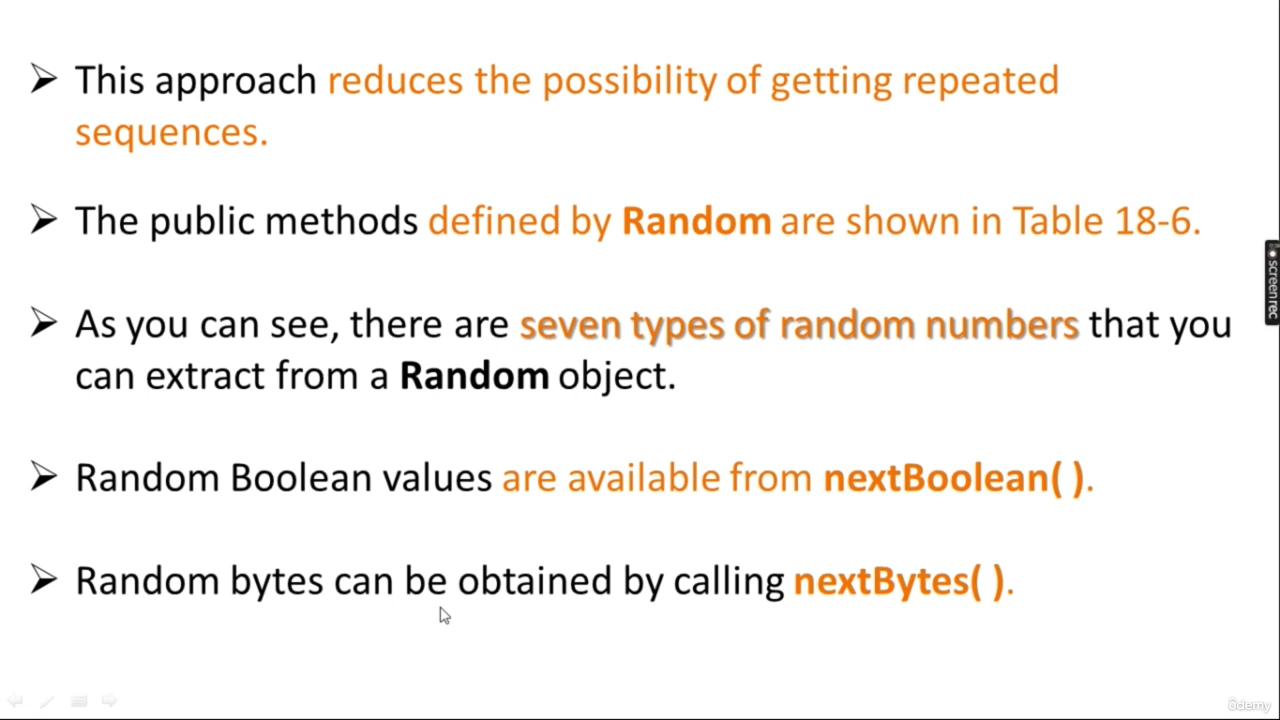 This approach reduces the possibility of getting repeated
sequences.
The public methods defined by Random are shown in Table 18-6.
As you can see, there are seven types of random numbers that you
can extract from a Random object.
Random Boolean values are available from nextBoolean( ).
Random bytes can be obtained by calling nextBytes( ).
screenrec
ûdemy